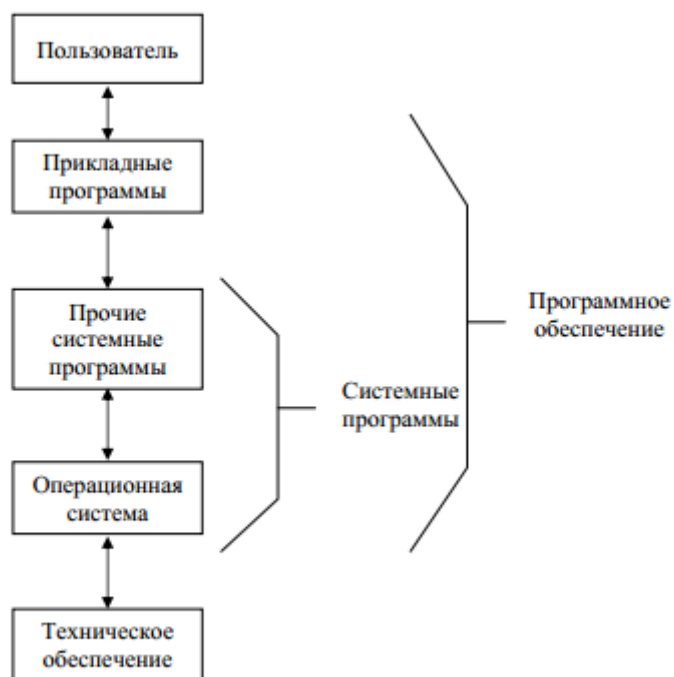 Пользователь
Прикладные
программы
Прочие
системные
программы
Программное
обеспечение
Системные
программы
Операционная
система
Техническое
обеспечение